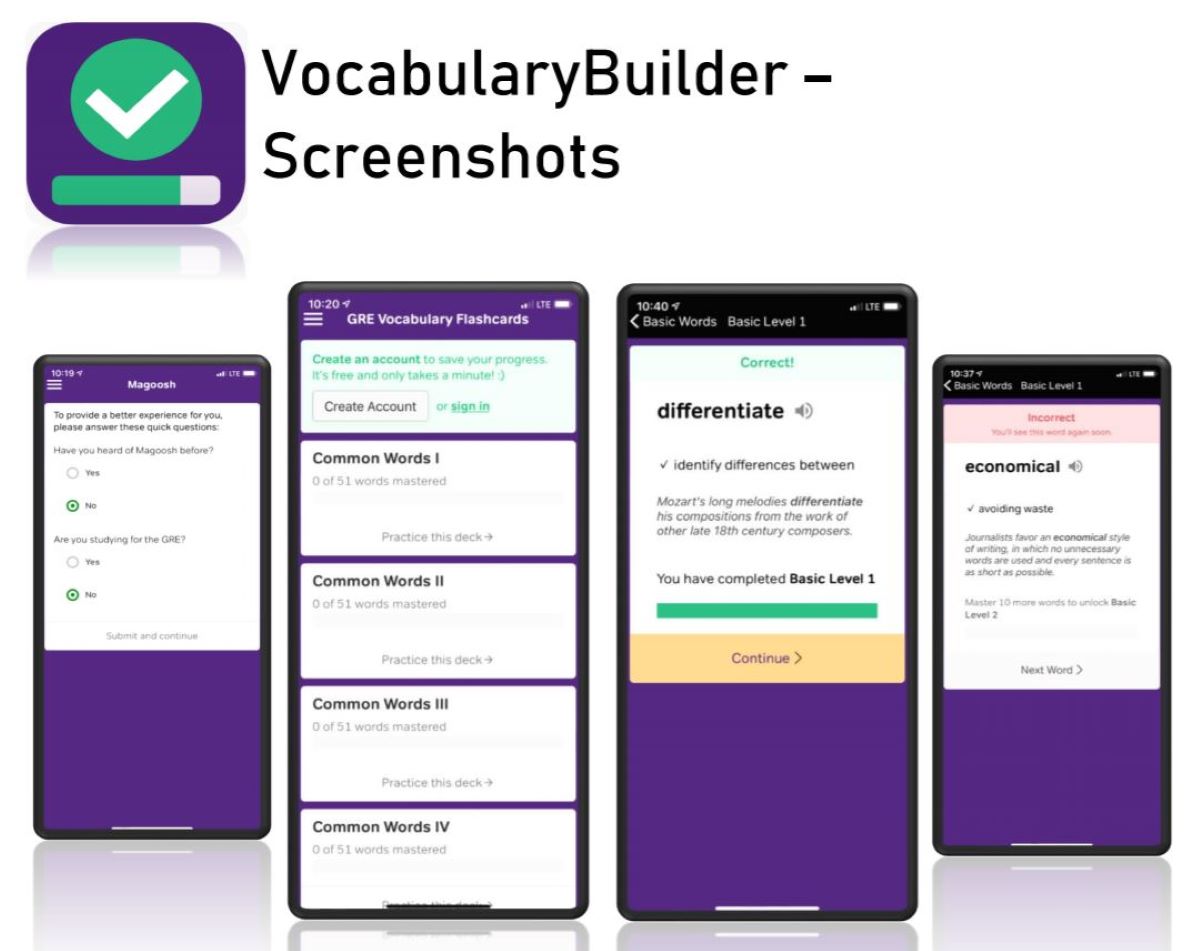 VocabularyBuilder –
Screenshots
10:19
LTE
Magoosh
To provide a better experience for you,
please answer these quick questions:
Have you heard of Magoosh before?
Yes
No
Are you studying for the GRE?
Yes
No
Submit and continue
10:20
LTE
GRE Vocabulary Flashcards
Create an account to save your progress.
It's free and only takes a minute! :)
Create Account or sign in
Common Words I
0 of 51 words mastered
Practice this deck→
Common Words II
0 of 51 words mastered
Practice this deck→
Common Words III
0 of 51 words mastered
Practice this deck→
Common Words IV
0 of 51 words mastered
Practice this deck
10:40
LTE
Basic Words Basic Level 1
Correct!
differentiate
✓ identify differences between
Mozart's long melodies differentiate
his compositions from the work of
other late 18th century composers.
You have completed Basic Level 1
Continue >
10:37
LTE
Basic Words Basic Level 1
Incorrect
You'll see this word again soon.
economical
✓ avoiding waste
Journalists favor an economical style
of writing, in which no unnecessary
words are used and every sentence is
as short as possible.
Master 10 more words to unlock Basic
Level 2
Next Word >